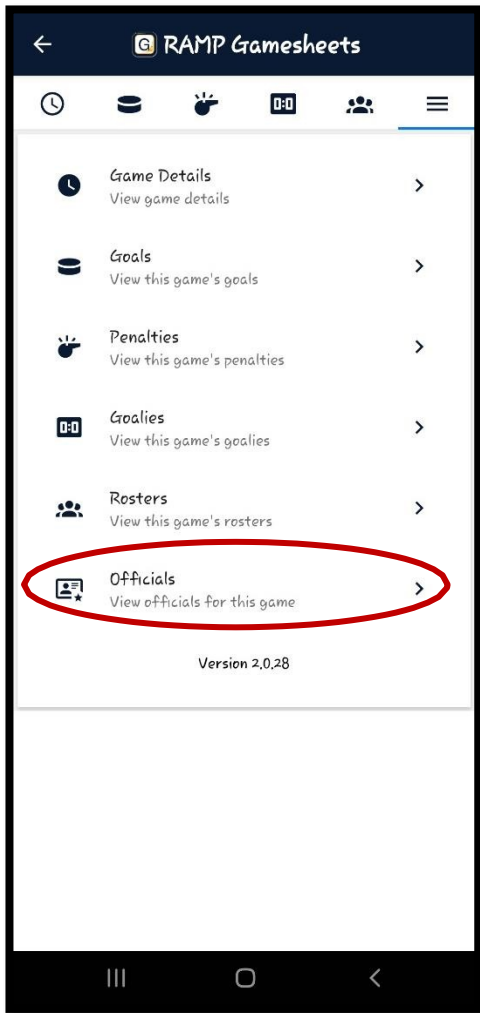 G RAMP Gamesheets
0:0
Game Details
View game details
Goals
View this game's goals
Penalties
View this game's penalties
0:0
Goalies
View this game's goalies
Rosters
View this game's rosters
Officials
View officials for this game
Version 2.0.28